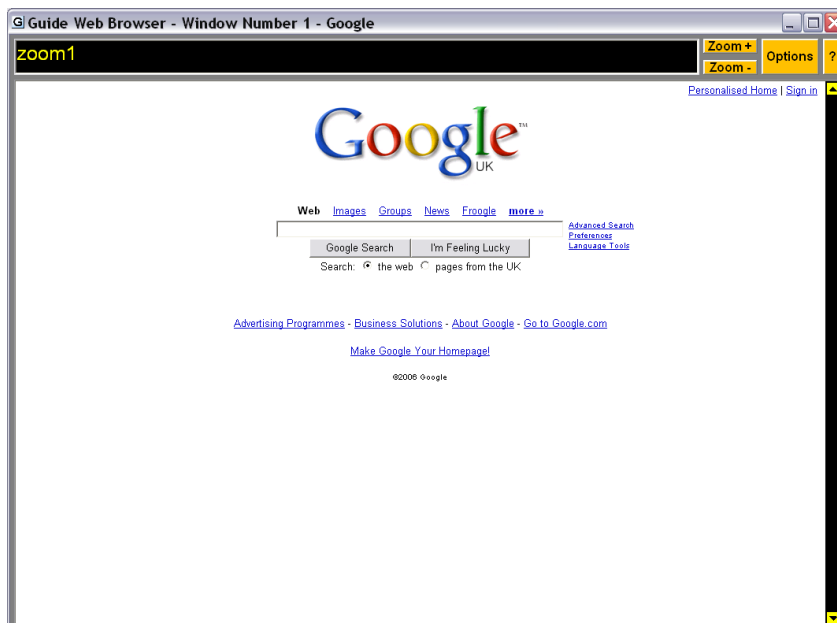 Guide Web Browser - Window Number 1 - Google
zoom1
Zoom +
Zoom -
Options
?
Personalised Home | Sign in
Google™
UK
Web Images Groups News Froogle more »
Advanced Search
Preferences
Language Tools
Google Search I'm Feeling Lucky
Search: the web pages from the UK
Advertising Programmes - Business Solutions - About Google - Go to Google.com
Make Google Your Homepage!
©2006 Google